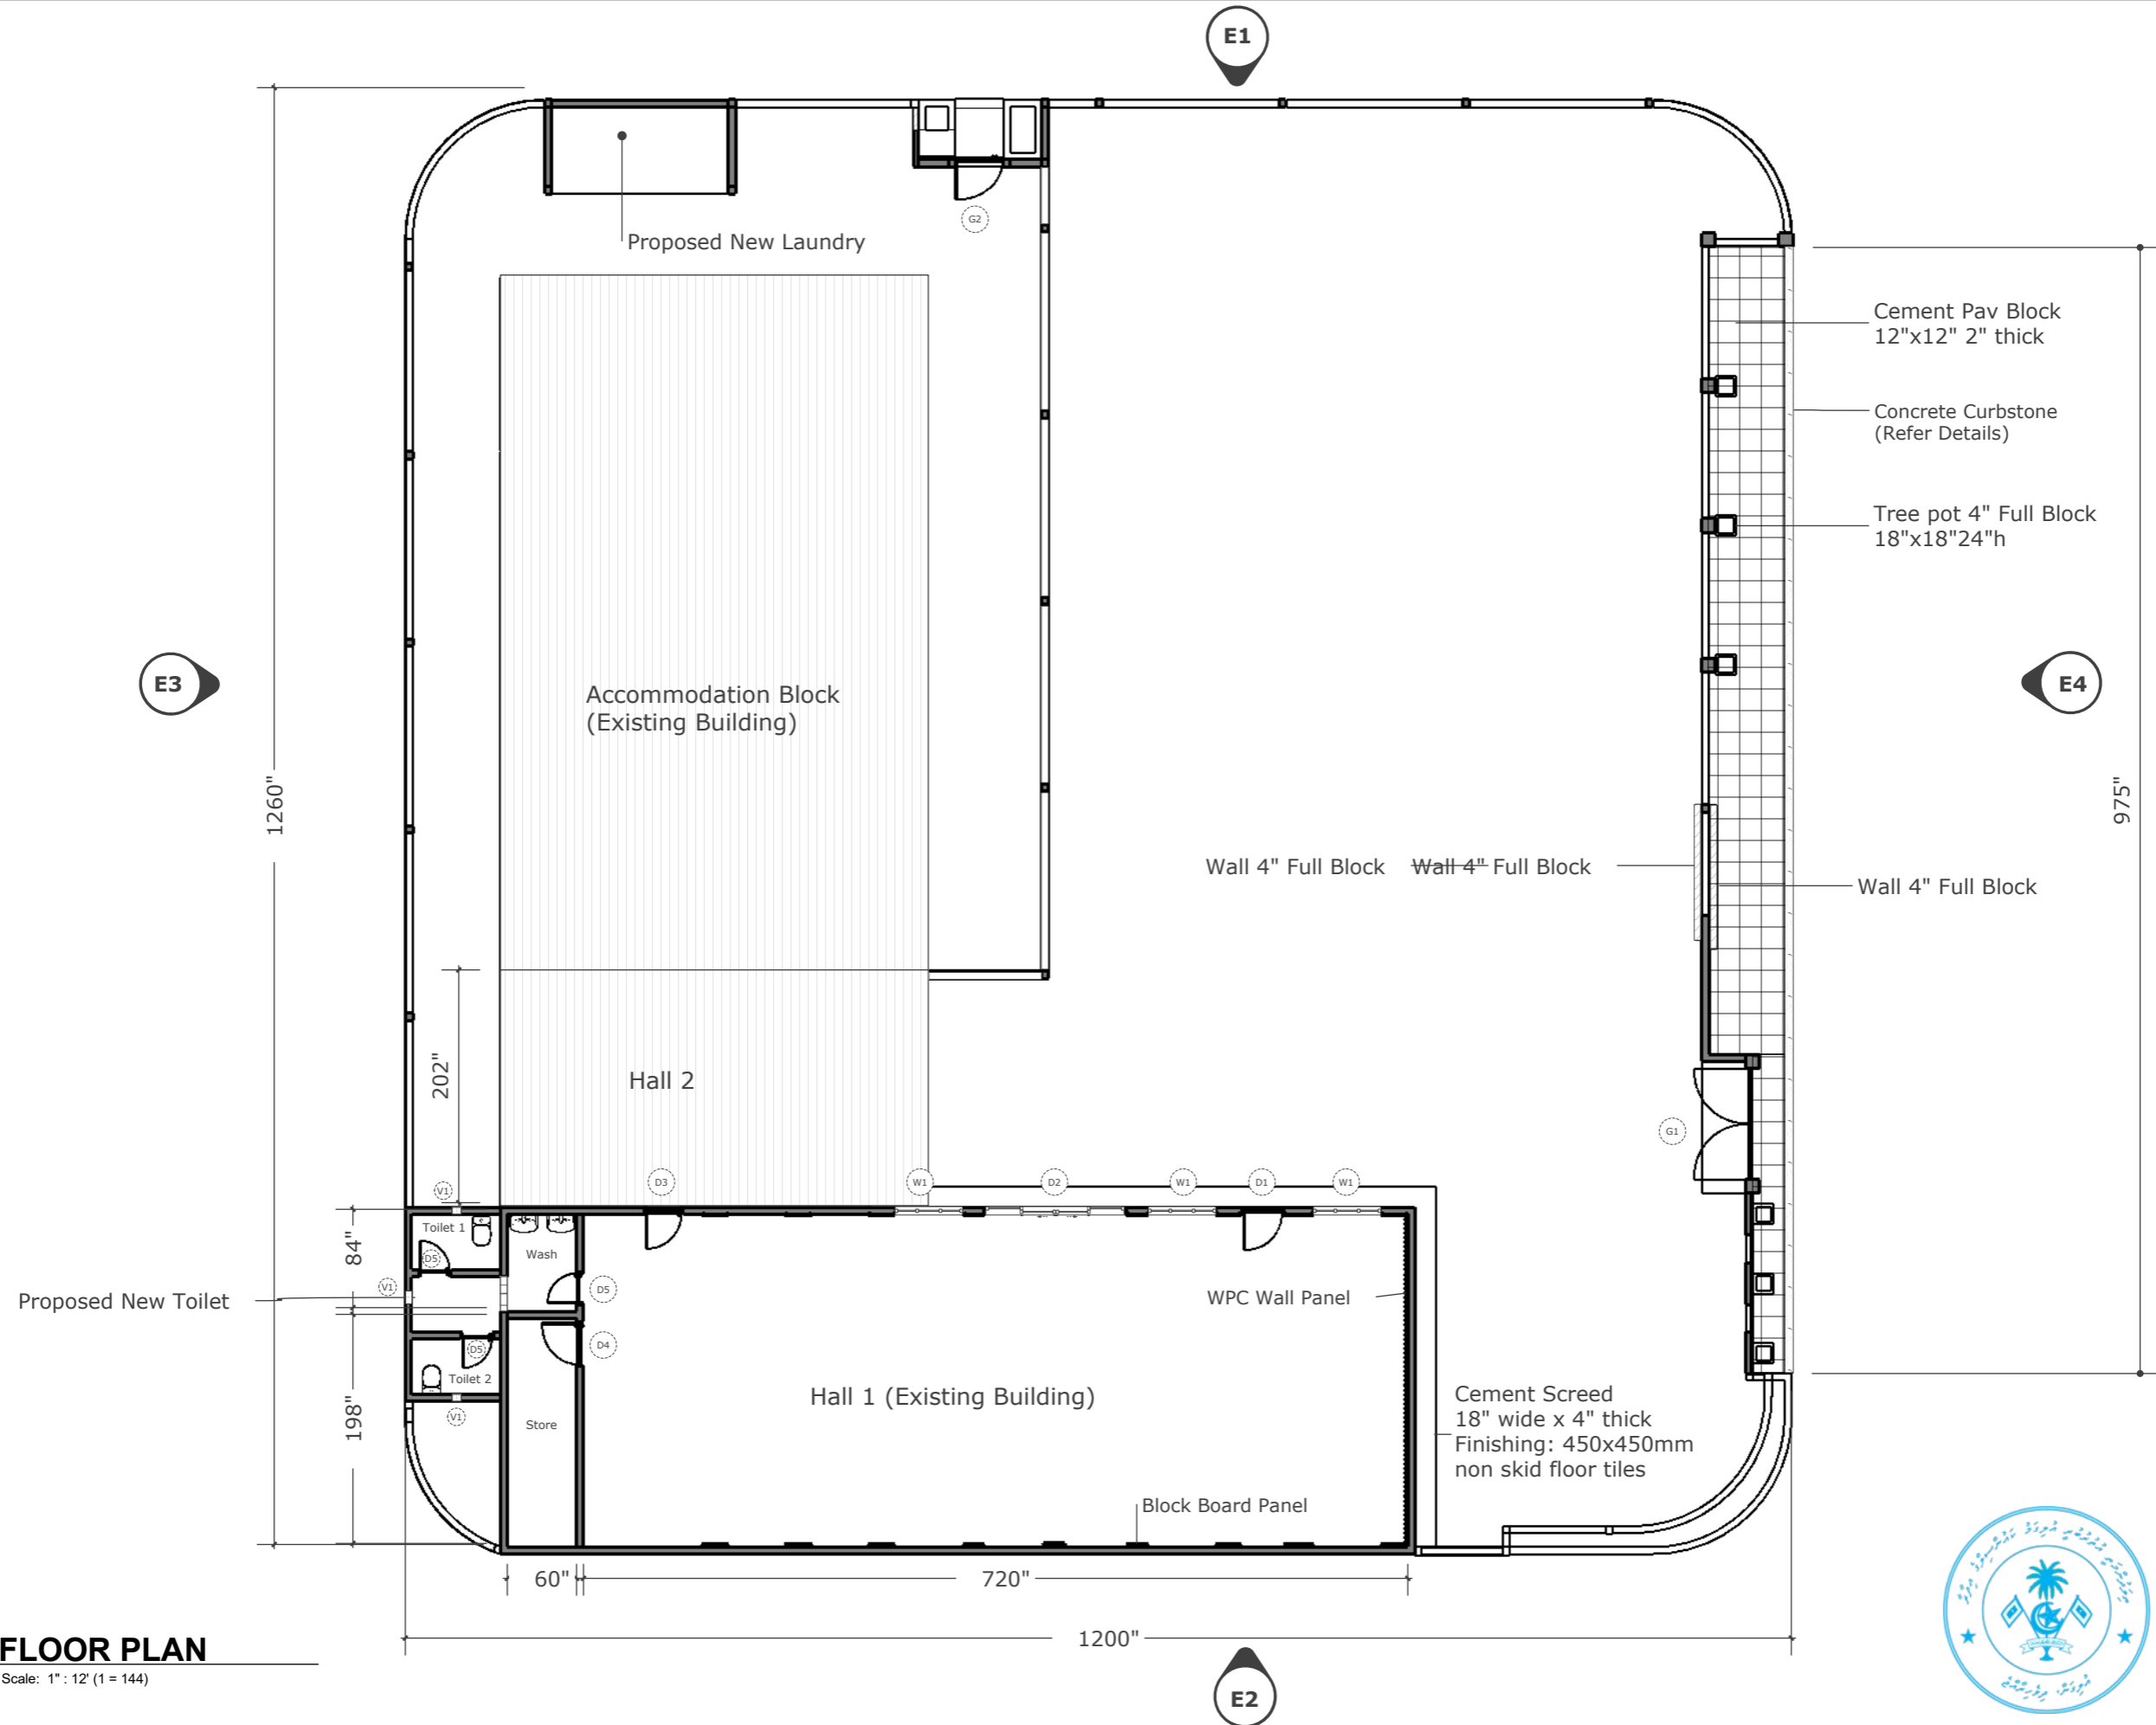 E1
Proposed New Laundry
G2
Cement Pav Block
12"x12" 2" thick
Concrete Curbstone
(Refer Details)
Tree pot 4" Full Block
18"x18"24"h
E3
Accommodation Block
(Existing Building)
E4
1260"
975"
Wall 4" Full Block
Wall 4" Full Block
Wall 4" Full Block
202"
Hall 2
G1
V1
D3
W1
D2
W1
D1
W1
Toilet 1
Wash
84"
D5
V1
D5
Proposed New Toilet
WPC Wall Panel
D4
D5
Toilet 2
Hall 1 (Existing Building)
Cement Screed
18" wide x 4" thick
Finishing: 450x450mm
non skid floor tiles
198"
V1
Store
Block Board Panel
60"
720"
1200"
FLOOR PLAN
Scale: 1" : 12' (1 = 144)
E2